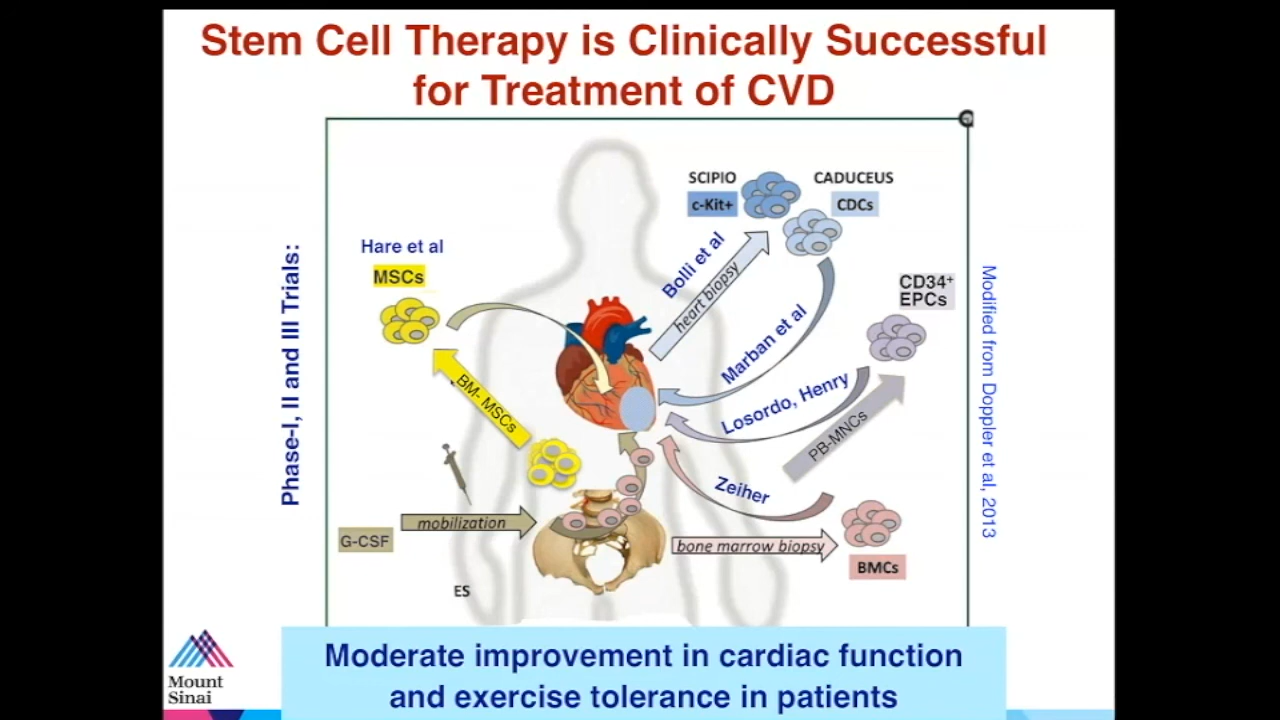 Stem Cell Therapy is Clinically Successful
for Treatment of CVD
Phase-I, II and III Trials:
Hare et al
MSCs
BM- MSCs
SCIPIO
c-Kit+
CADUCEUS
CDCs
Bolli et al
heart biopsy
Marban et al
CD34+
EPCs
Losordo, Henry
PB-MNCs
Zeiher
G-CSF
mobilization
bone marrow biopsy
BMCs
ES
Modified from Doppler et al, 2013
Mount
Sinai
Moderate improvement in cardiac function
and exercise tolerance in patients